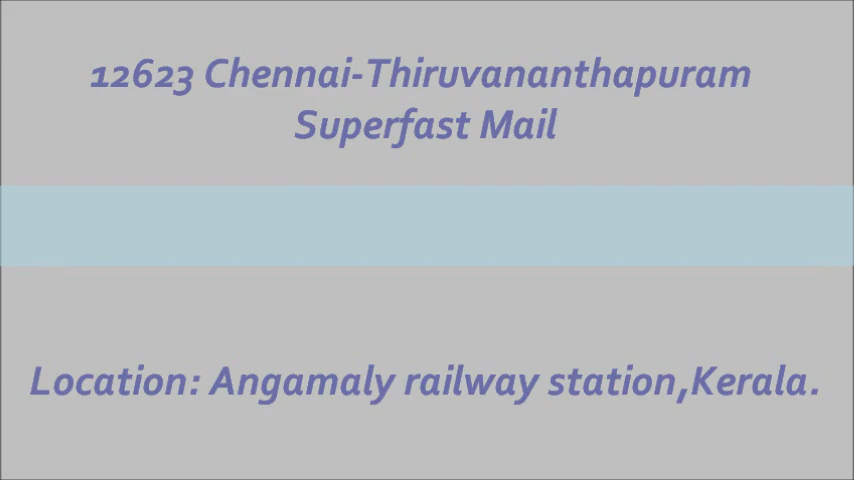 12623 Chennai-Thiruvananthapuram
Superfast Mail
Location: Angamaly railway station,Kerala.